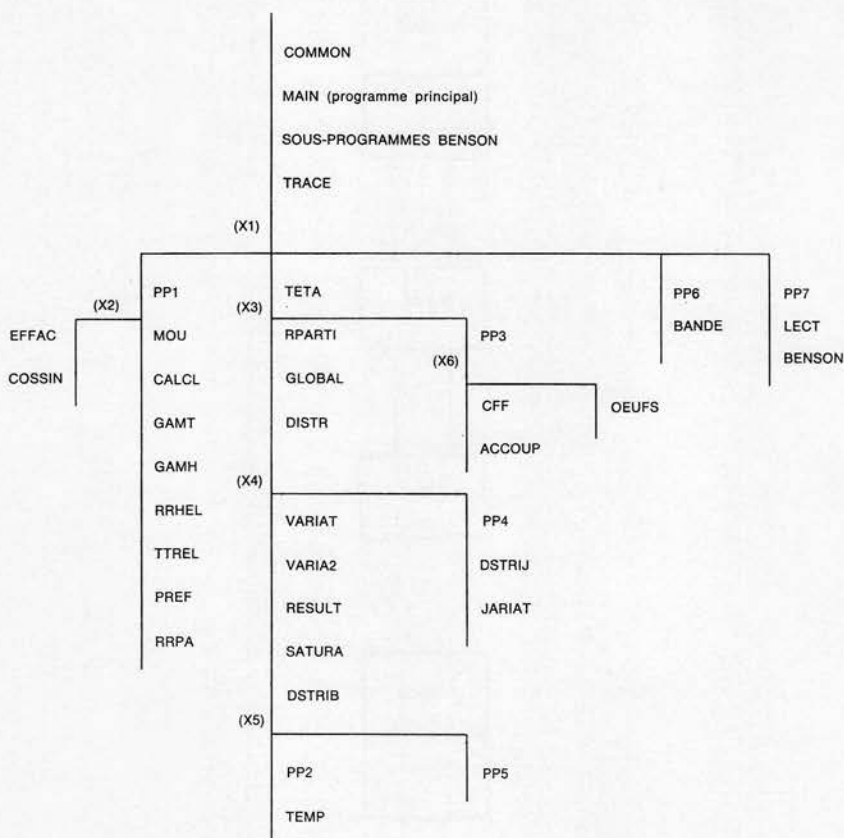 COMMON
MAIN (programme principal)
SOUS-PROGRAMMES BENSON
TRACE
(X1)
(X2)
EFFAC
COSSIN
PP1
MOU
CALCL
GAMT
GAMH
RRHEL
TTREL
PREF
RRPA
TETA
(X3)
RPARTI
GLOBAL
DISTR
PP3
(X6)
CFF
ACCOUP
OEUFS
(X4)
VARIAT
VARIA2
RESULT
SATURA
DSTRIB
PP4
DSTRIJ
JARIAT
(X5)
PP2
TEMP
PP5
PP6
BANDE
PP7
LECT
BENSON